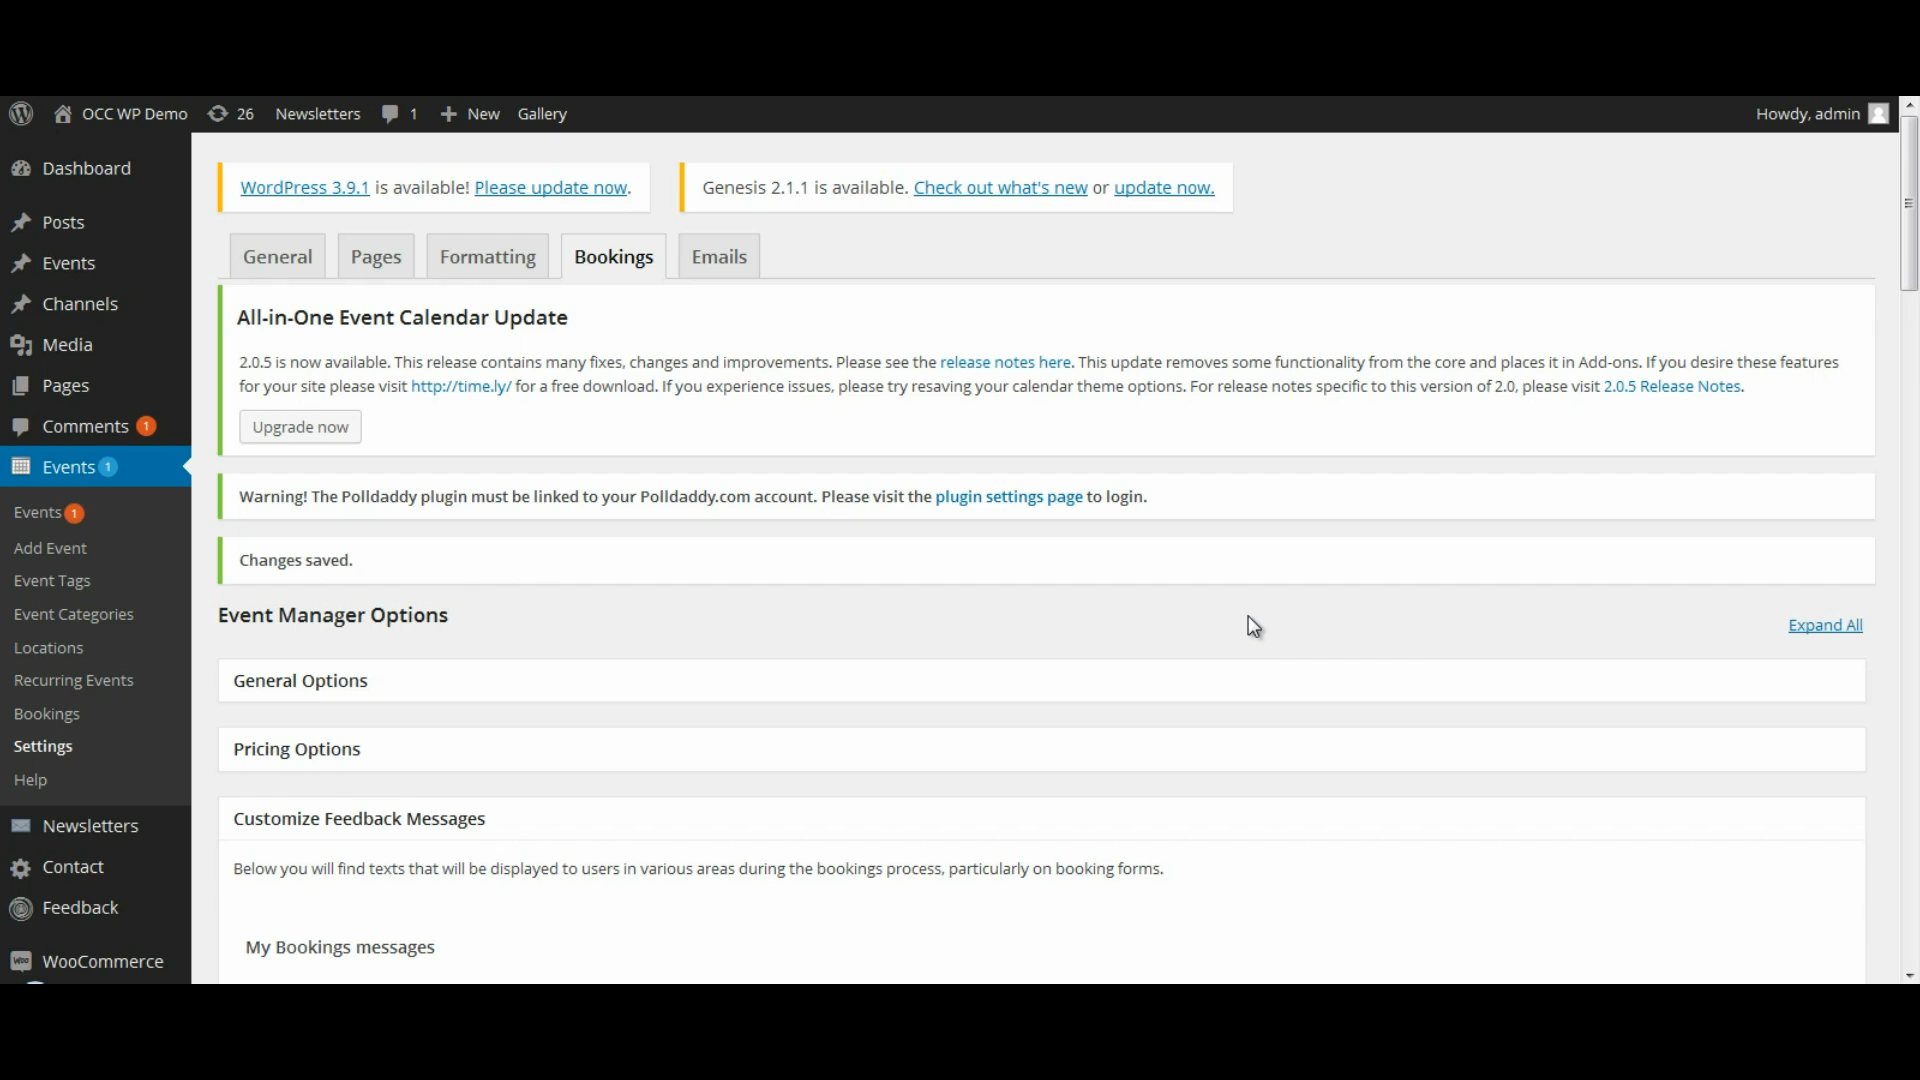 OCC WP Demo 26 Newsletters 1 New Gallery Howdy, admin
Dashboard
Posts
Events
Channels
Media
Pages
Comments 1
Events 1
Events 1
Add Event
Event Tags
Event Categories
Locations
Recurring Events
Bookings
Settings
Help
Newsletters
Contact
Feedback
Woo WooCommerce
WordPress 3.9.1 is available! Please update now.
Genesis 2.1.1 is available. Check out what's new or update now.
General Pages Formatting Bookings Emails
All-in-One Event Calendar Update
2.0.5 is now available. This release contains many fixes, changes and improvements. Please see the release notes here. This update removes some functionality from the core and places it in Add-ons. If you desire these features
for your site please visit http://time.ly/ for a free download. If you experience issues, please try resaving your calendar theme options. For release notes specific to this version of 2.0, please visit 2.0.5 Release Notes.
Upgrade now
Warning! The Polldaddy plugin must be linked to your Polldaddy.com account. Please visit the plugin settings page to login.
Changes saved.
Event Manager Options
Expand All
General Options
Pricing Options
Customize Feedback Messages
Below you will find texts that will be displayed to users in various areas during the bookings process, particularly on booking forms.
My Bookings messages